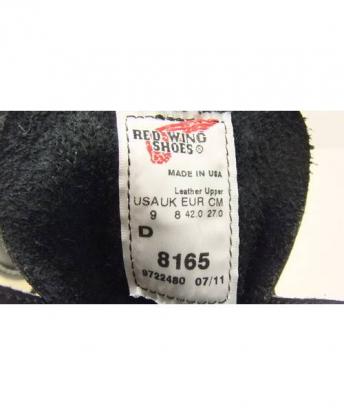 RED WING
SHOES®
MADE IN USA
Leather Upper
USA UK EUR CM
9 8 42.0 27.0
D
8165
9722480 07/11